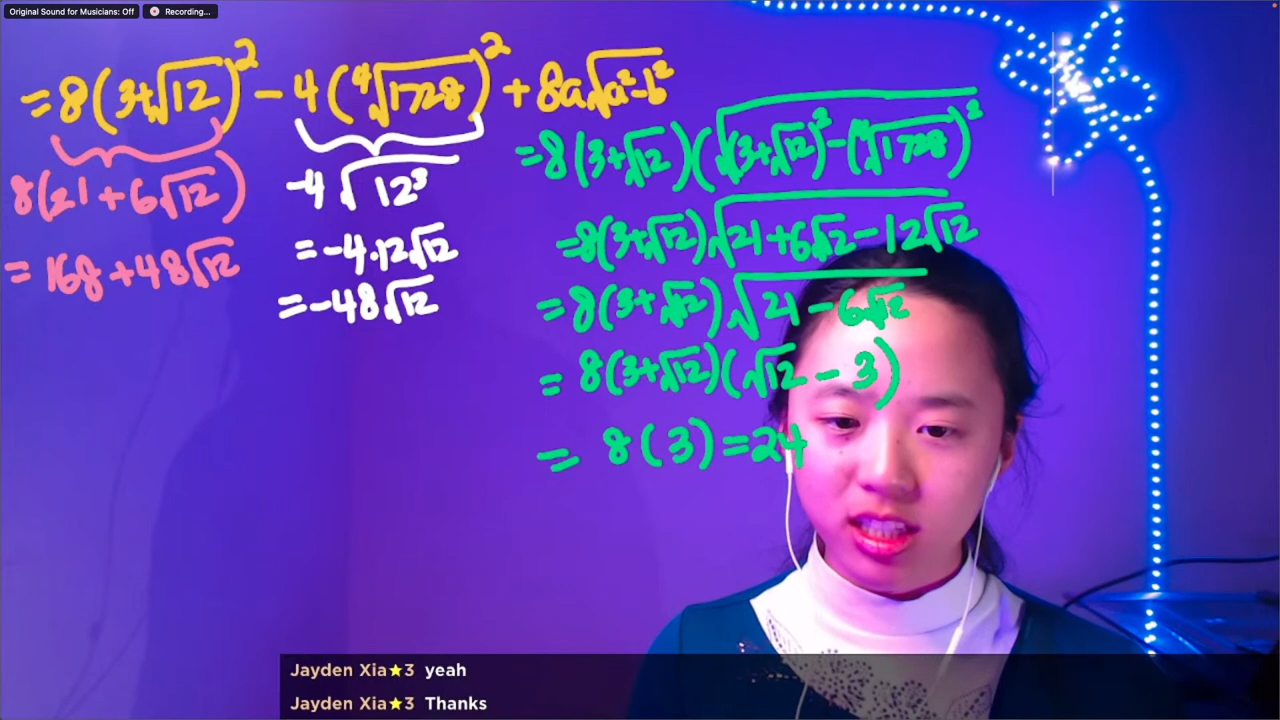 Original Sound for Musicians: Off
Recording...
= 8(3+√12)² − 4(⁴√1728)² + 8a√a²−b²
8(21 + 6√12)
= 168 + 48√12
−4√12³
= −4·12√12
= −48√12
= 8(3+√12)(√(3+√12)²−(⁴√1728)²
= 8(3+√12)√21+6√12−12√12
= 8(3+√12)√21−6√12
= 8(3+√12)(√12 − 3)
= 8(3) = 24
Jayden Xia★3 yeah
Jayden Xia★3 Thanks